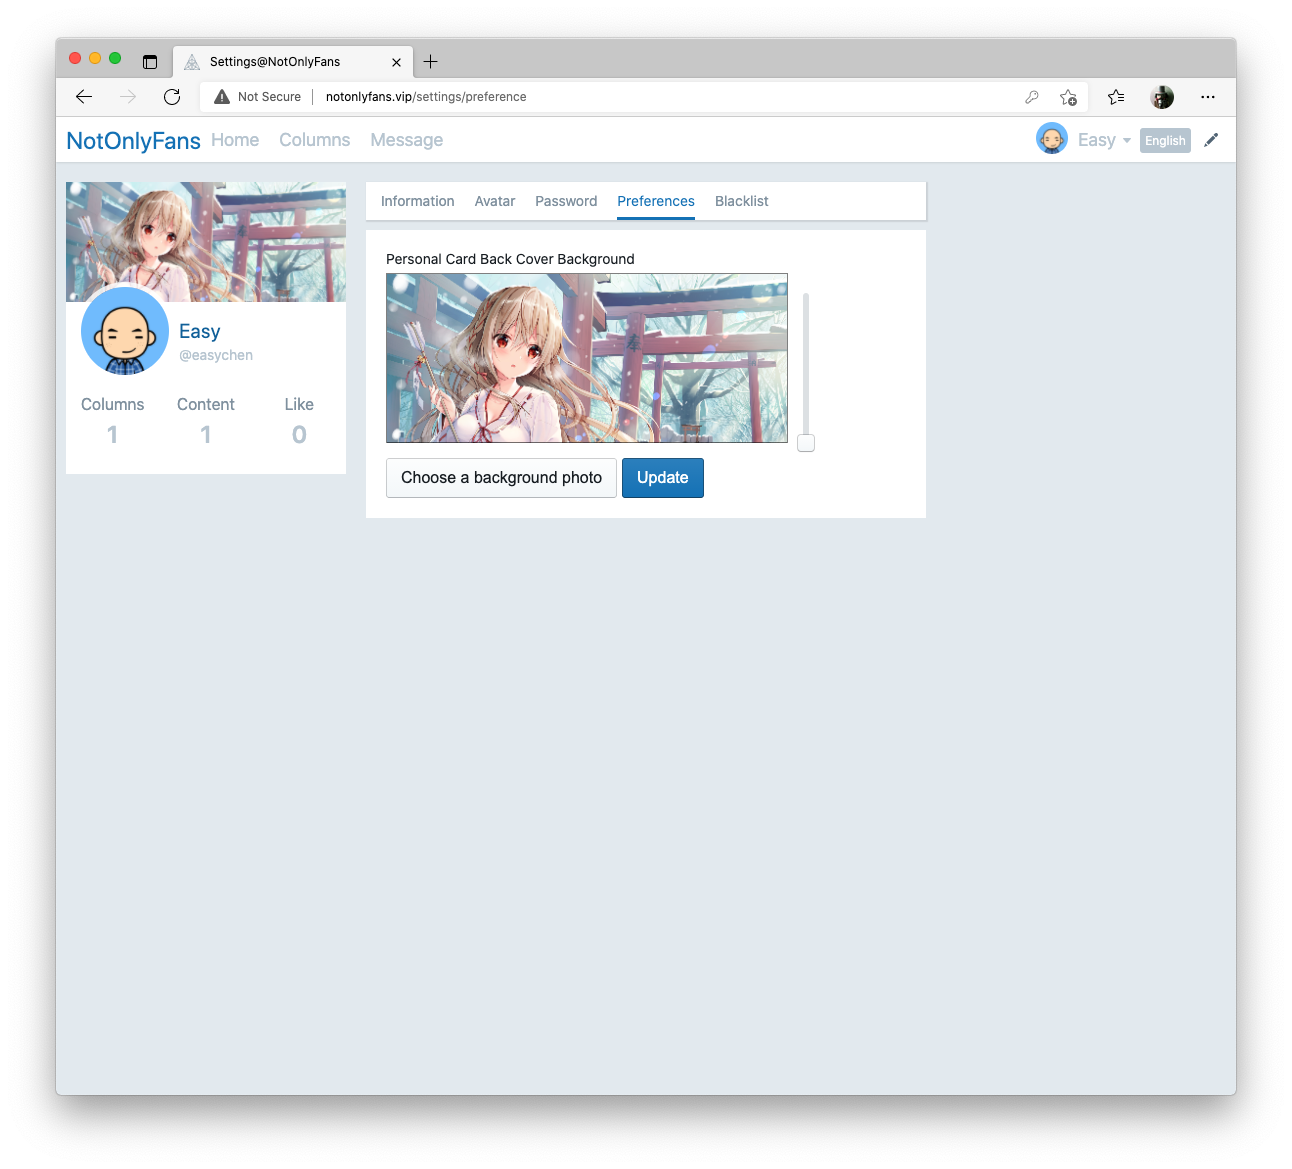 Settings@NotOnlyFans
Not Secure
notonlyfans.vip/settings/preference
NotOnlyFans Home Columns Message
Easy English
Information Avatar Password Preferences Blacklist
Personal Card Back Cover Background
Easy
@easychen
Columns Content Like
1 1 0
Choose a background photo Update